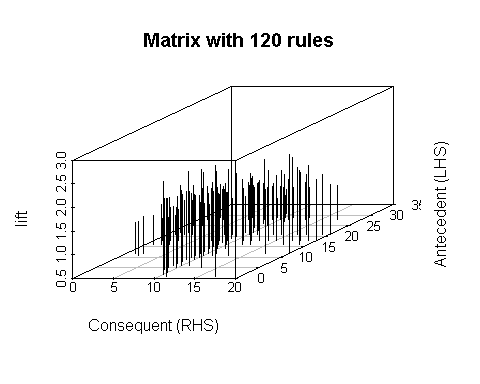 Matrix with 120 rules
lift
0.5 1.0 1.5 2.0 2.5 3.0
0 5 10 15 20
Consequent (RHS)
0 5 10 15 20 25 30
Antecedent (LHS)